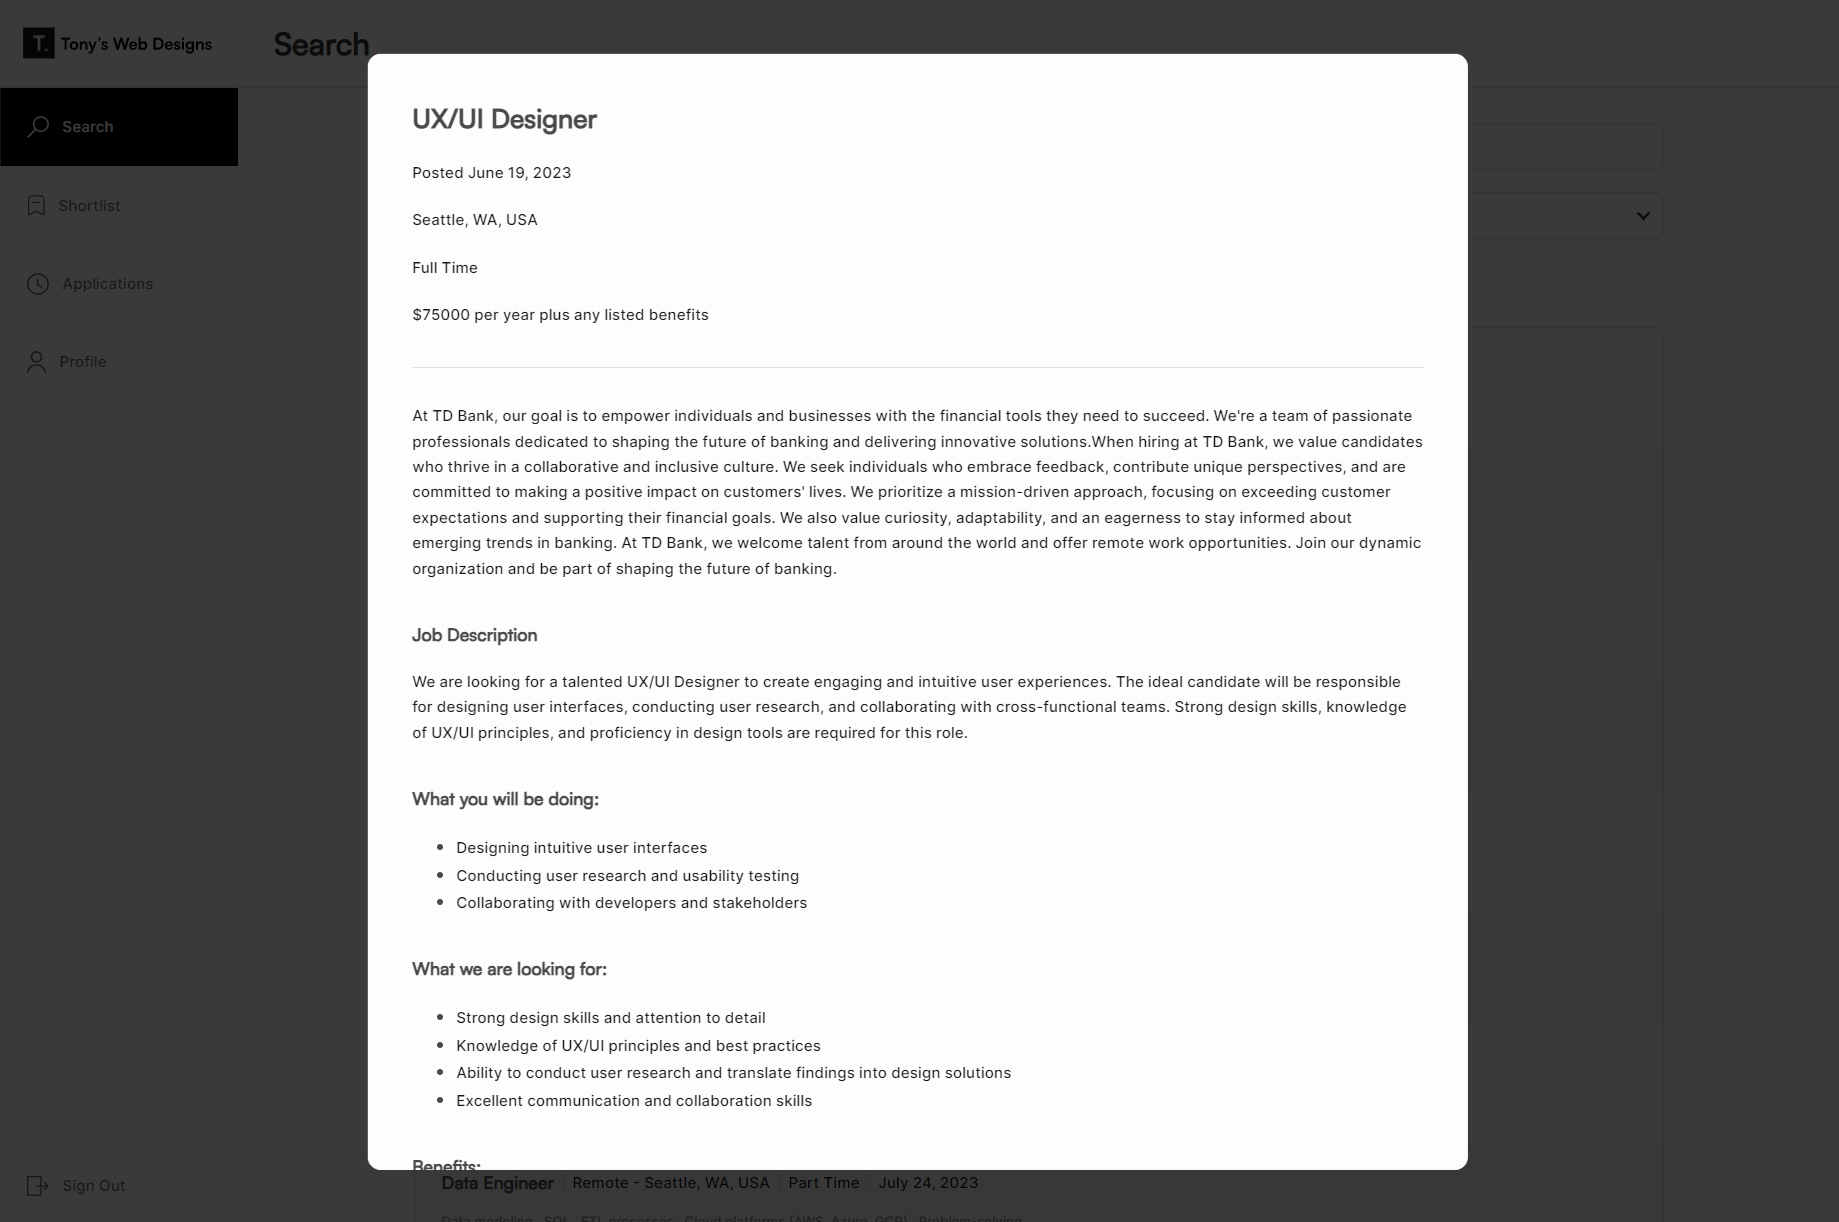 T. Tony's Web Designs
Search
Search
Shortlist
Applications
Profile
Sign Out
UX/UI Designer
Posted June 19, 2023
Seattle, WA, USA
Full Time
$75000 per year plus any listed benefits
At TD Bank, our goal is to empower individuals and businesses with the financial tools they need to succeed. We're a team of passionate
professionals dedicated to shaping the future of banking and delivering innovative solutions.When hiring at TD Bank, we value candidates
who thrive in a collaborative and inclusive culture. We seek individuals who embrace feedback, contribute unique perspectives, and are
committed to making a positive impact on customers' lives. We prioritize a mission-driven approach, focusing on exceeding customer
expectations and supporting their financial goals. We also value curiosity, adaptability, and an eagerness to stay informed about
emerging trends in banking. At TD Bank, we welcome talent from around the world and offer remote work opportunities. Join our dynamic
organization and be part of shaping the future of banking.
Job Description
We are looking for a talented UX/UI Designer to create engaging and intuitive user experiences. The ideal candidate will be responsible
for designing user interfaces, conducting user research, and collaborating with cross-functional teams. Strong design skills, knowledge
of UX/UI principles, and proficiency in design tools are required for this role.
What you will be doing:
Designing intuitive user interfaces
Conducting user research and usability testing
Collaborating with developers and stakeholders
What we are looking for:
Strong design skills and attention to detail
Knowledge of UX/UI principles and best practices
Ability to conduct user research and translate findings into design solutions
Excellent communication and collaboration skills
Benefits:
Data Engineer Remote - Seattle, WA, USA Part Time July 24, 2023
Data modeling SQL ETL processes Cloud platforms (AWS, Azure, GCP) Problem-solving